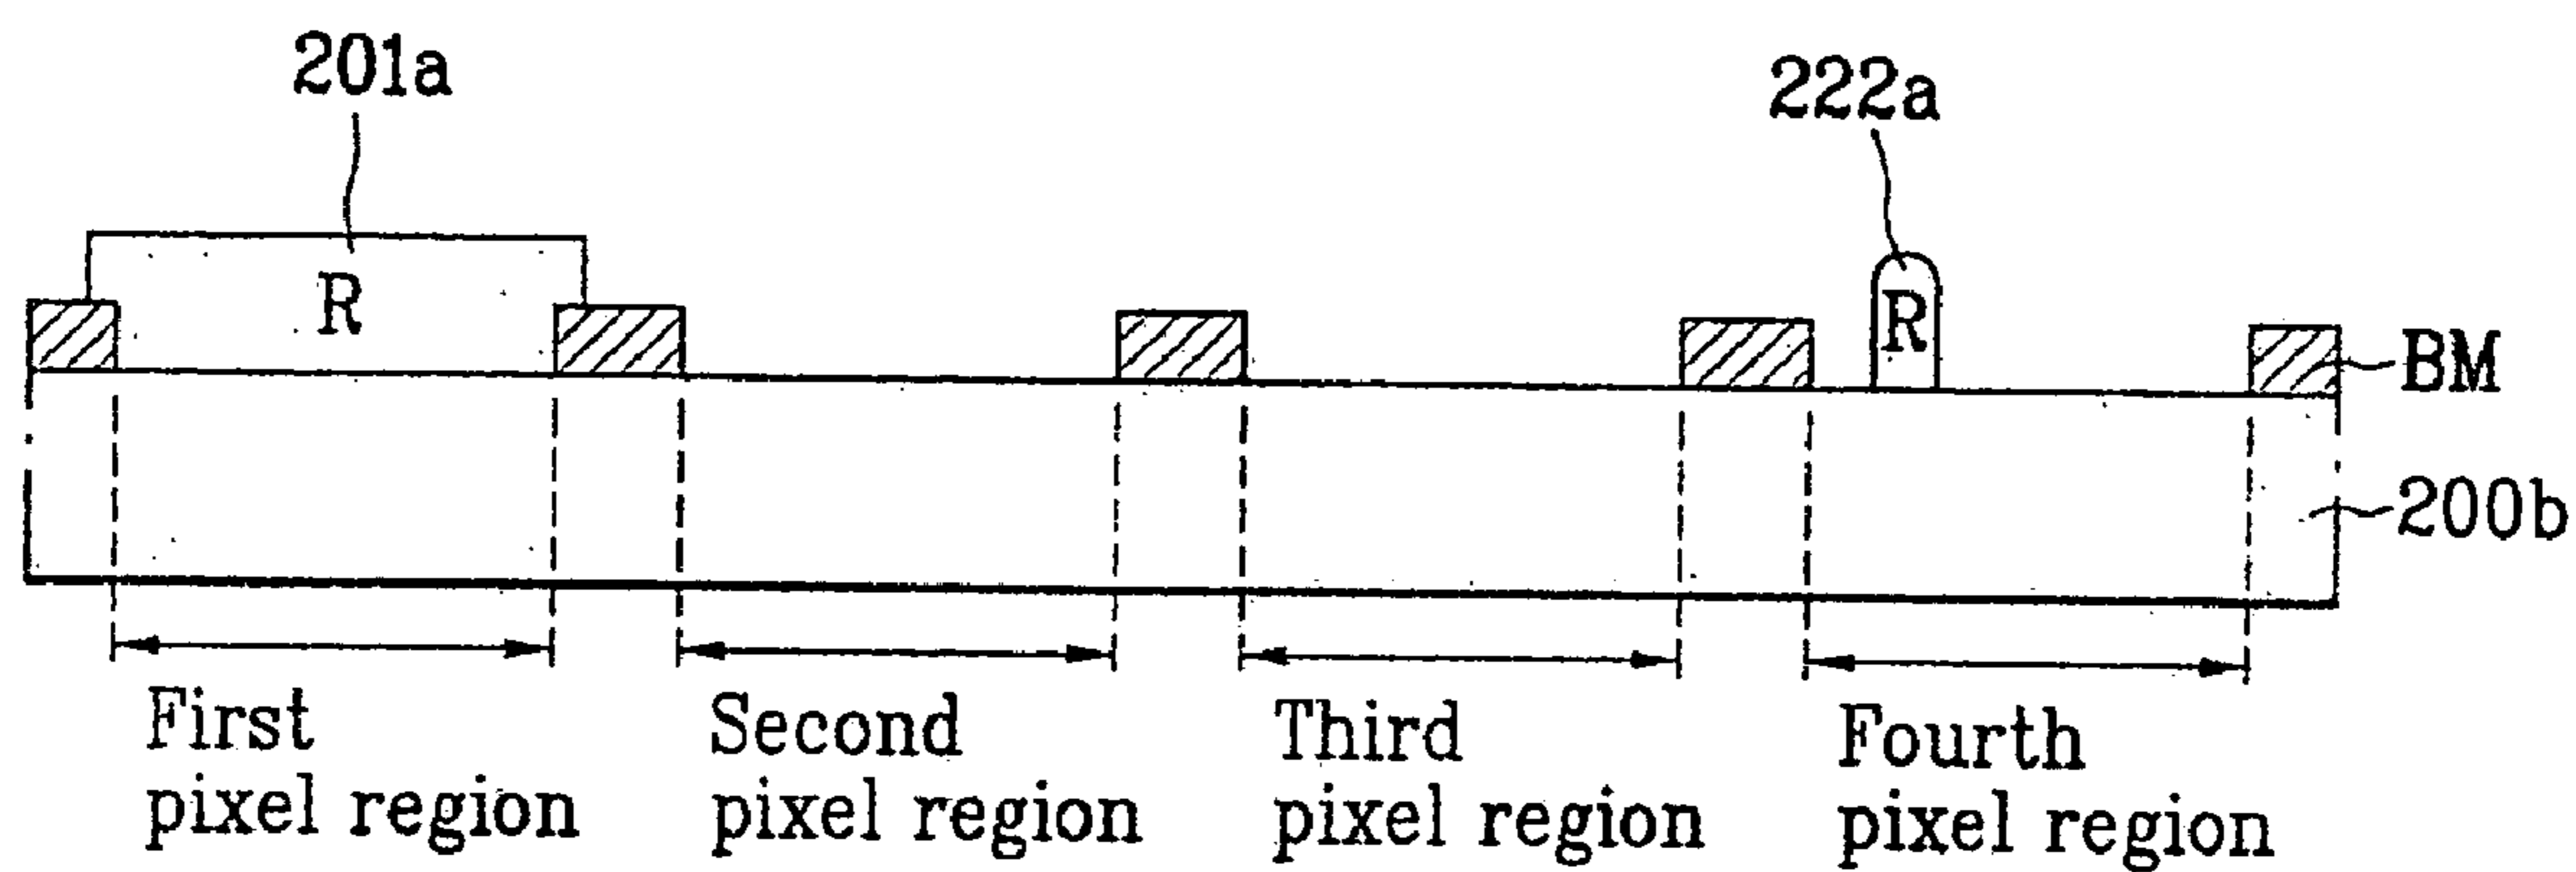 201a
222a
R
R
BM
200b
First
pixel region
Second
pixel region
Third
pixel region
Fourth
pixel region